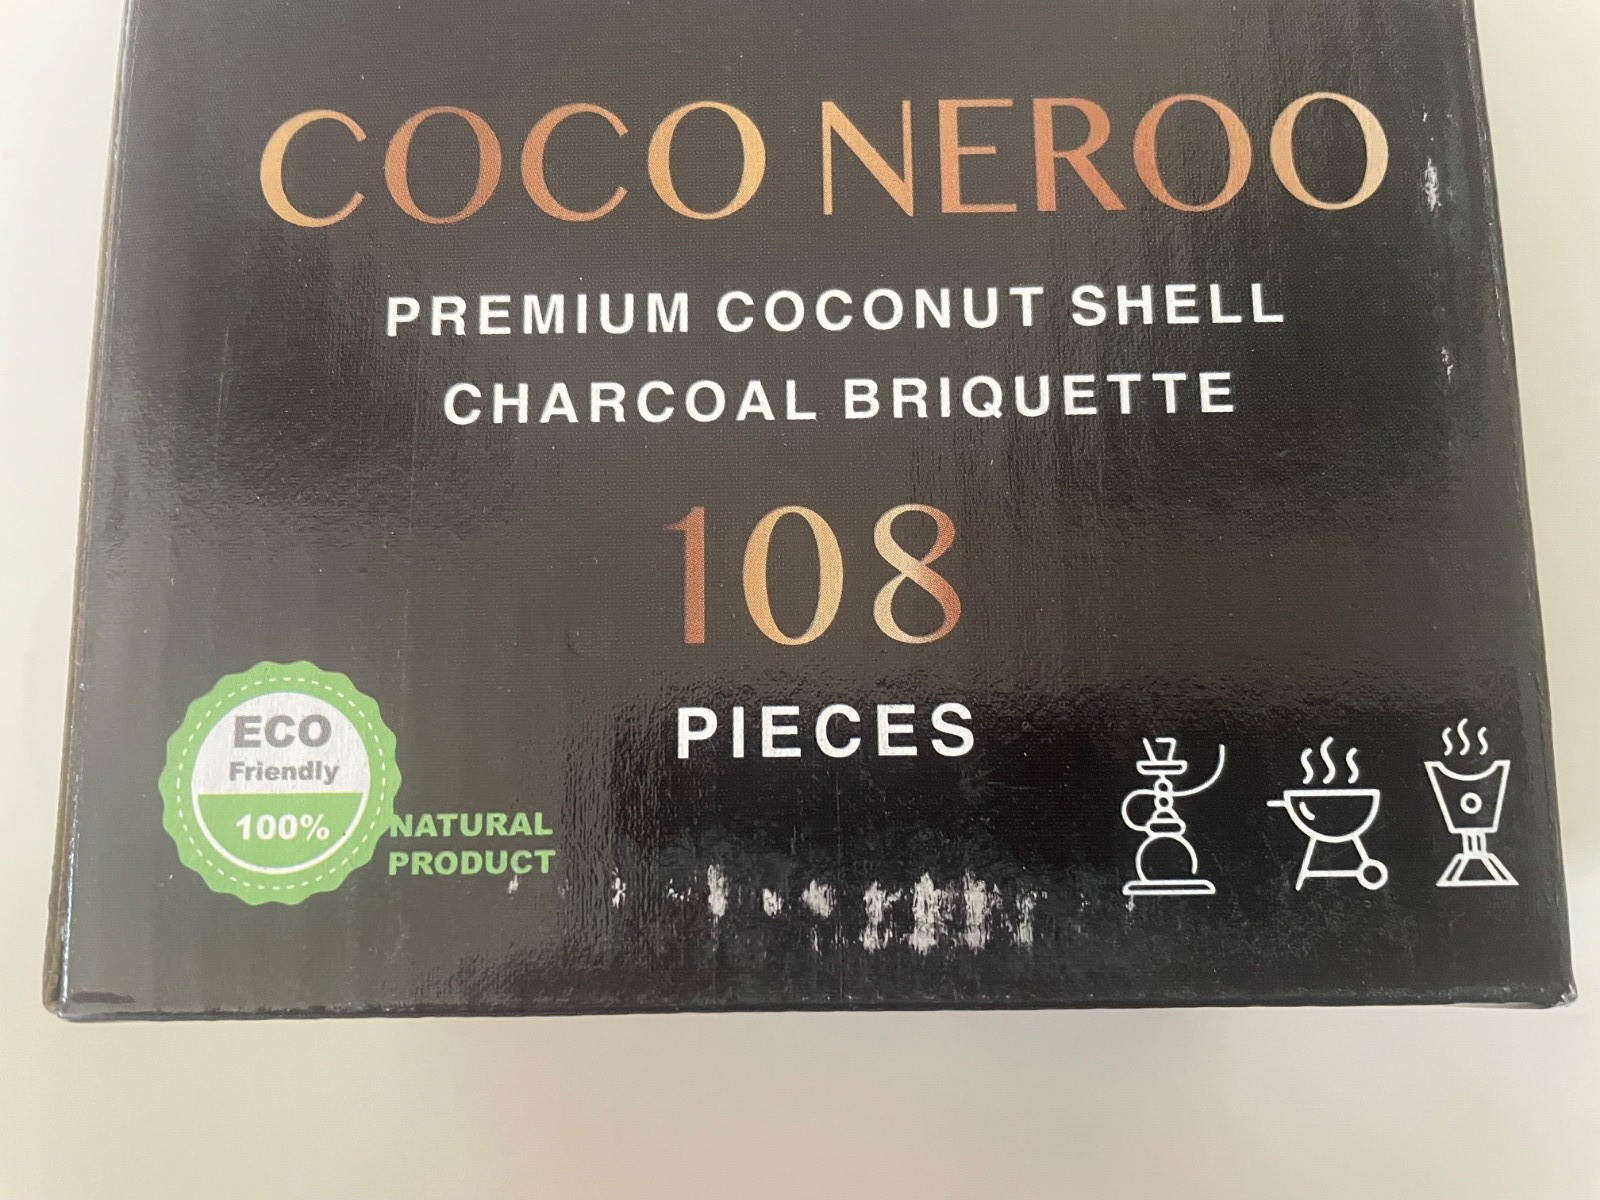 COCO NEROO
PREMIUM COCONUT SHELL
CHARCOAL BRIQUETTE
108
PIECES
ECO
Friendly
100%
NATURAL
PRODUCT